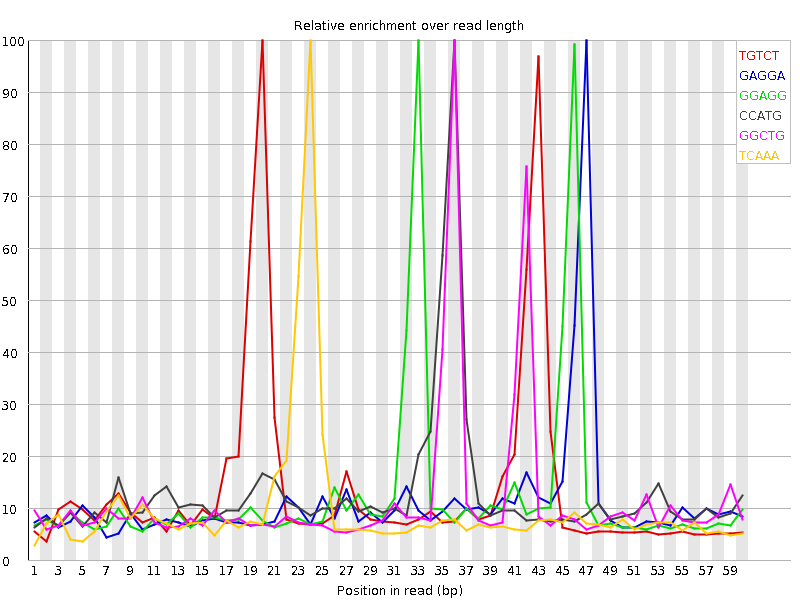 Relative enrichment over read length
100
90
80
70
60
50
40
30
20
10
0
TGTCT
GAGGA
GGAGG
CCATG
GGCTG
TCAAA
1 3 5 7 9 11 13 15 17 19 21 23 25 27 29 31 33 35 37 39 41 43 45 47 49 51 53 55 57 59
Position in read (bp)